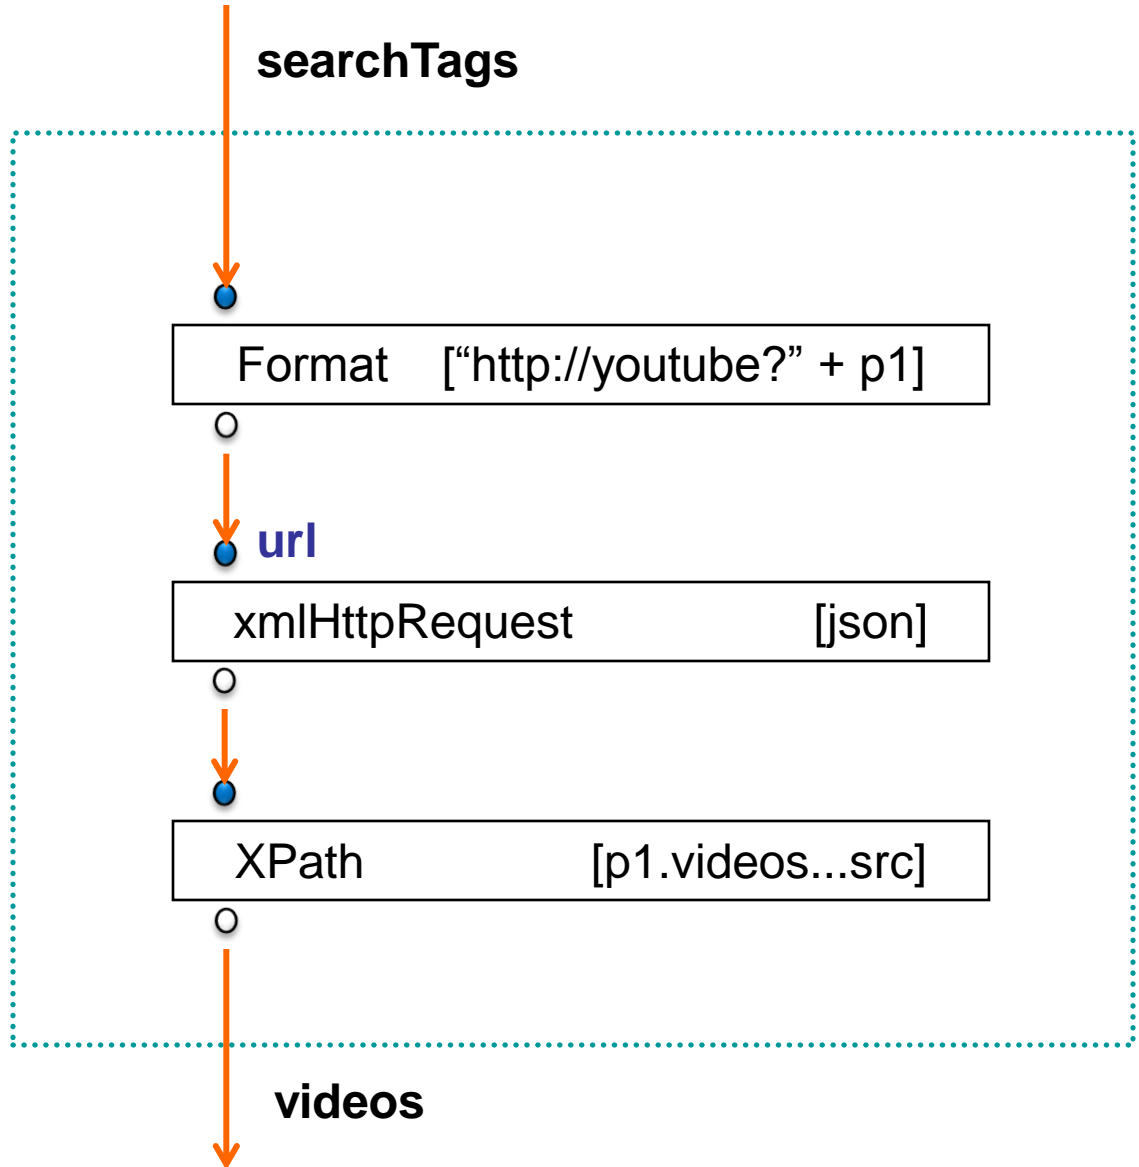 searchTags
Format [“http://youtube?” + p1]
url
xmlHttpRequest [json]
XPath [p1.videos...src]
videos